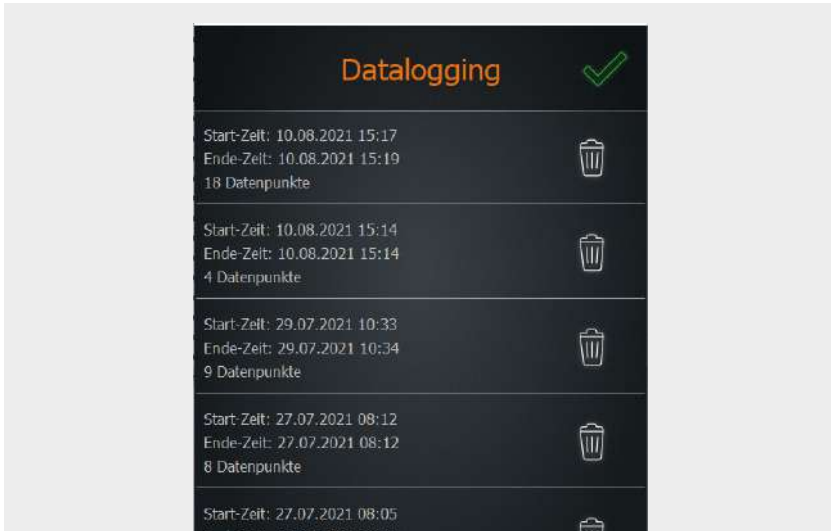 Datalogging
Start-Zeit: 10.08.2021 15:17
Ende-Zeit: 10.08.2021 15:19
18 Datenpunkte
Start-Zeit: 10.08.2021 15:14
Ende-Zeit: 10.08.2021 15:14
4 Datenpunkte
Start-Zeit: 29.07.2021 10:33
Ende-Zeit: 29.07.2021 10:34
9 Datenpunkte
Start-Zeit: 27.07.2021 08:12
Ende-Zeit: 27.07.2021 08:12
8 Datenpunkte
Start-Zeit: 27.07.2021 08:05